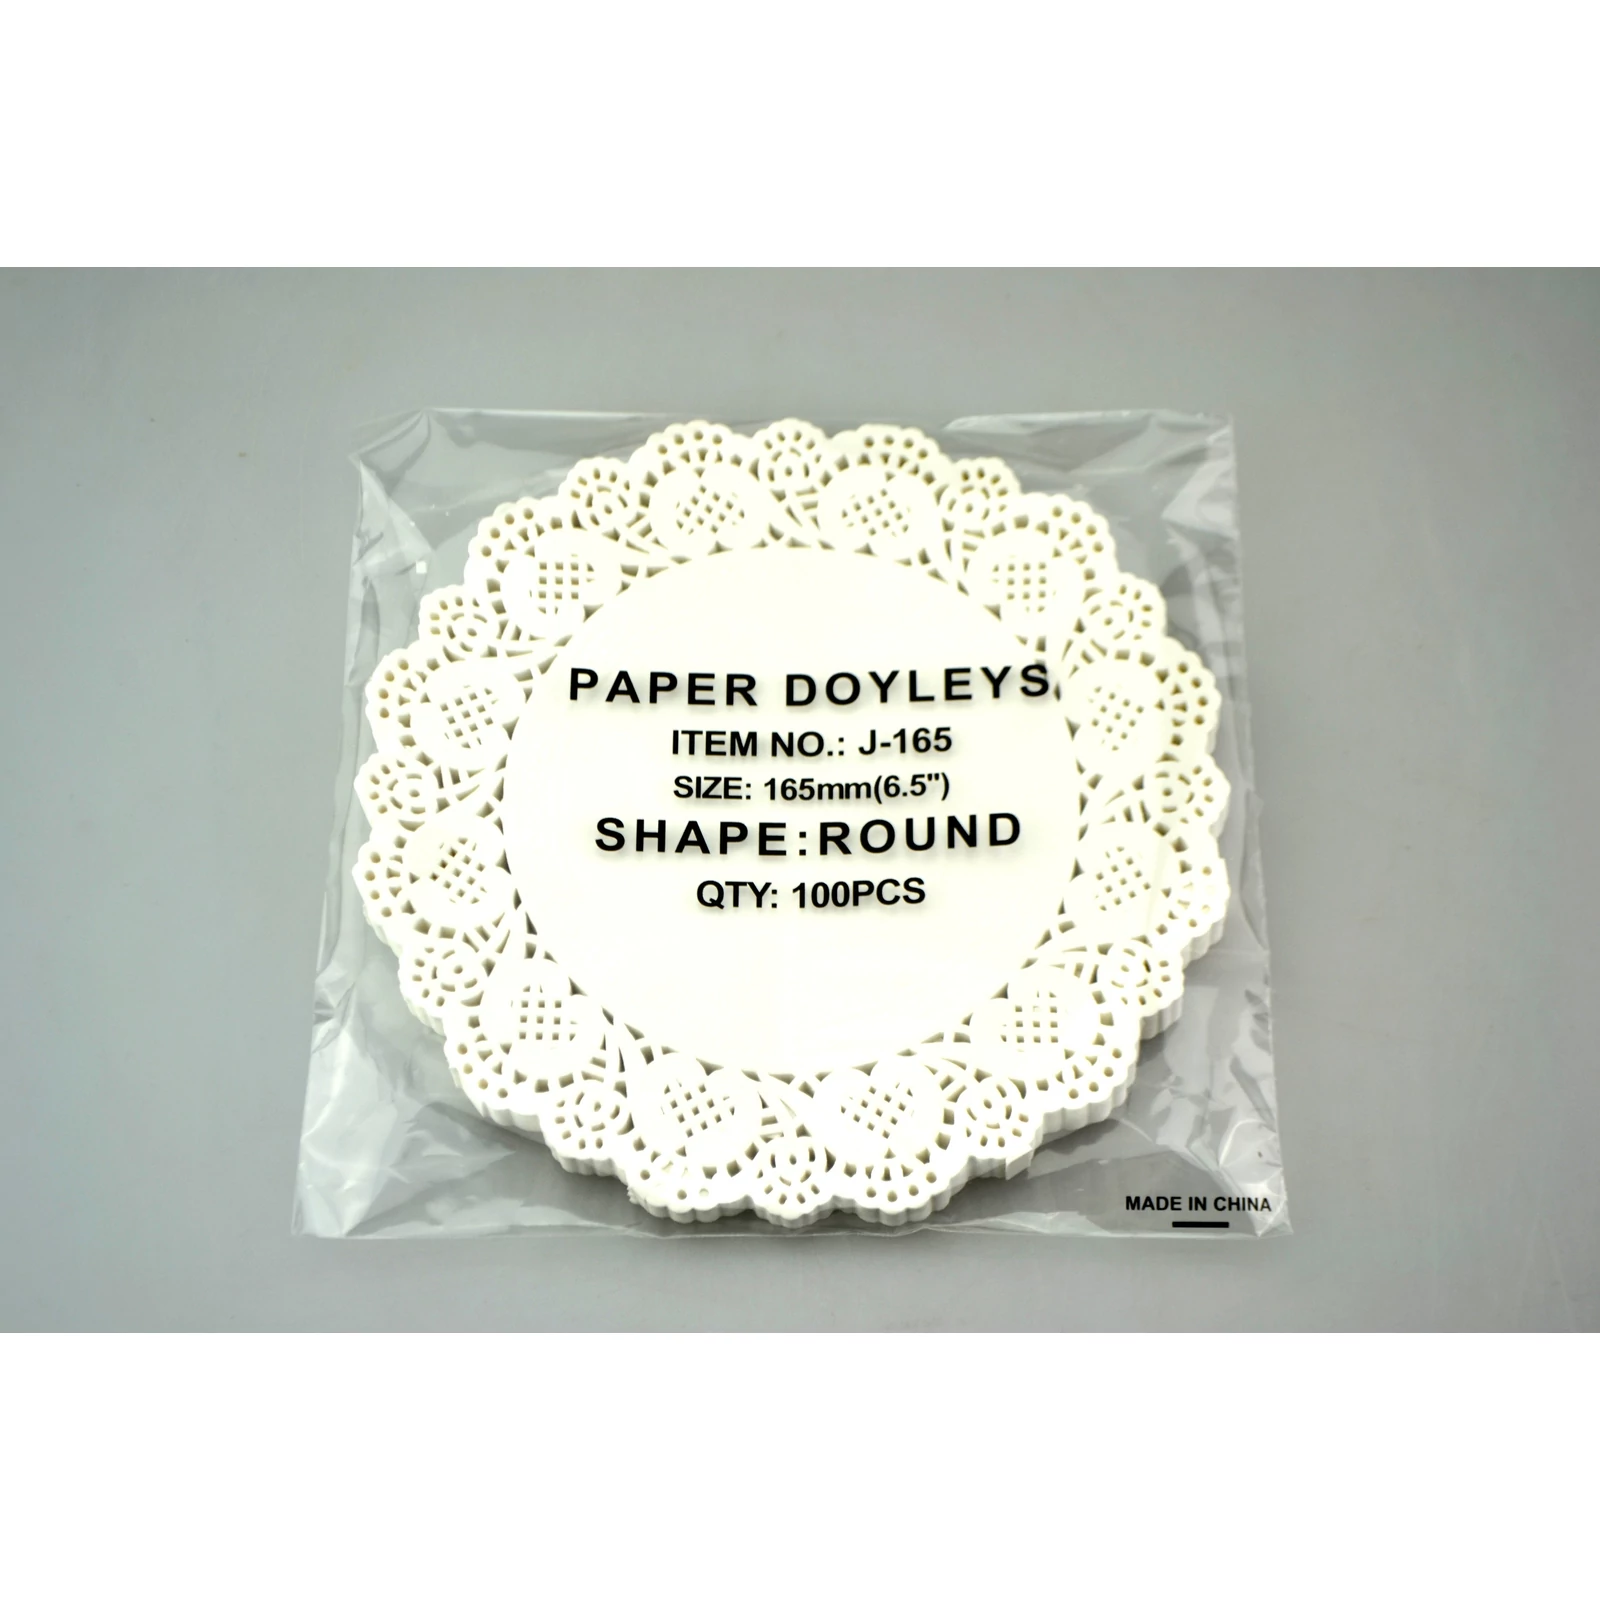 PAPER DOYLEYS
ITEM NO.: J-165
SIZE: 165mm(6.5")
SHAPE:ROUND
QTY: 100PCS
MADE IN CHINA